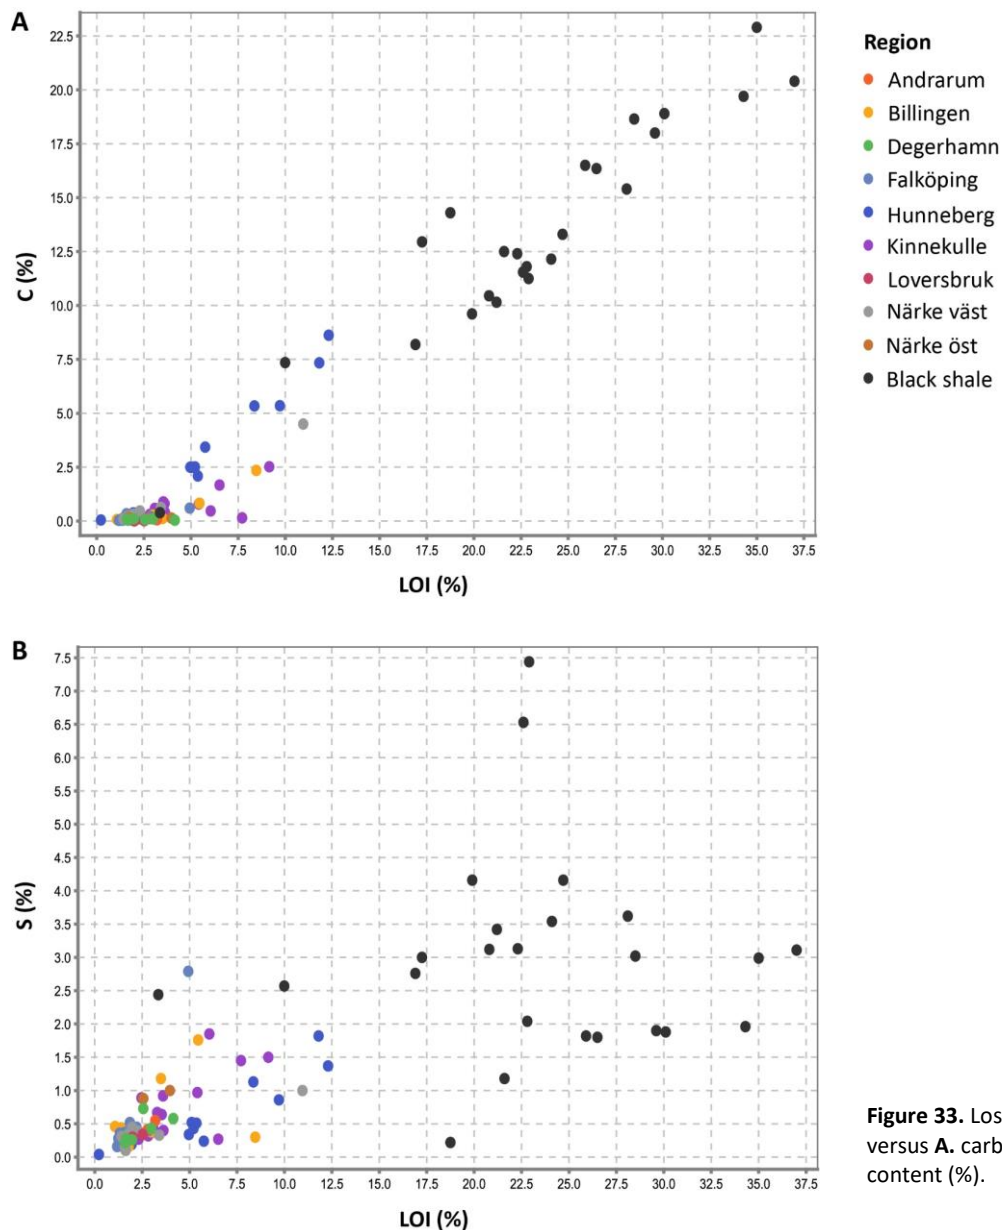 A
22.5
20.0
17.5
15.0
12.5
10.0
7.5
5.0
2.5
0.0
C (%)
0.0 2.5 5.0 7.5 10.0 12.5 15.0 17.5 20.0 22.5 25.0 27.5 30.0 32.5 35.0 37.5
LOI (%)
Region
Andrarum
Billingen
Degerhamn
Falköping
Hunneberg
Kinnekulle
Loversbruk
Närke väst
Närke öst
Black shale
B
7.5
7.0
6.5
6.0
5.5
5.0
4.5
4.0
3.5
3.0
2.5
2.0
1.5
1.0
0.5
0.0
S (%)
0.0 2.5 5.0 7.5 10.0 12.5 15.0 17.5 20.0 22.5 25.0 27.5 30.0 32.5 35.0 37.5
LOI (%)
Figure 33. Los
versus A. carb
content (%).